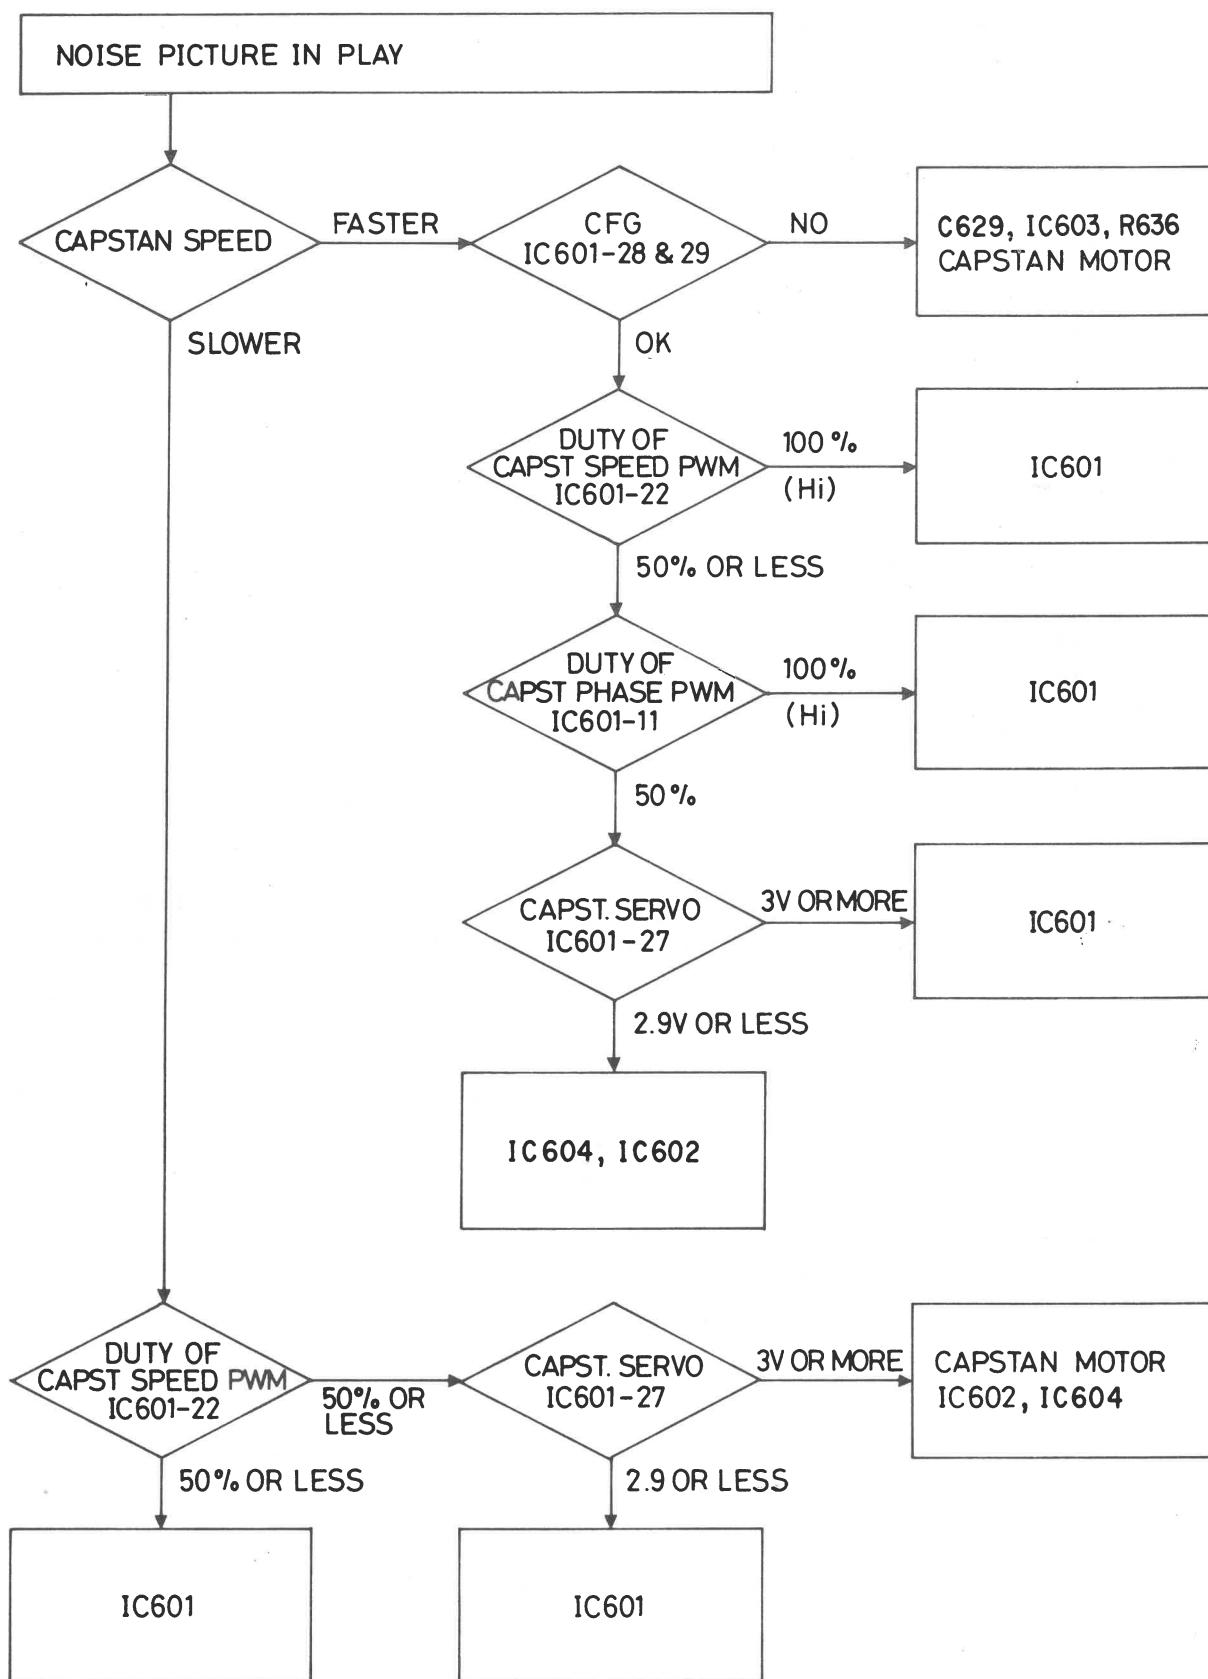 NOISE PICTURE IN PLAY
CAPSTAN SPEED
FASTER
CFG
IC601-28 & 29
NO
C629, IC603, R636
CAPSTAN MOTOR
SLOWER
OK
DUTY OF
CAPST SPEED PWM
IC601-22
100%
(Hi)
IC601
50% OR LESS
DUTY OF
CAPST PHASE PWM
IC601-11
100%
(Hi)
IC601
50%
CAPST. SERVO
IC601-27
3V OR MORE
IC601
2.9V OR LESS
IC604, IC602
DUTY OF
CAPST SPEED PWM
IC601-22
50% OR
LESS
CAPST. SERVO
IC601-27
3V OR MORE
CAPSTAN MOTOR
IC602, IC604
50% OR LESS
2.9 OR LESS
IC601
IC601